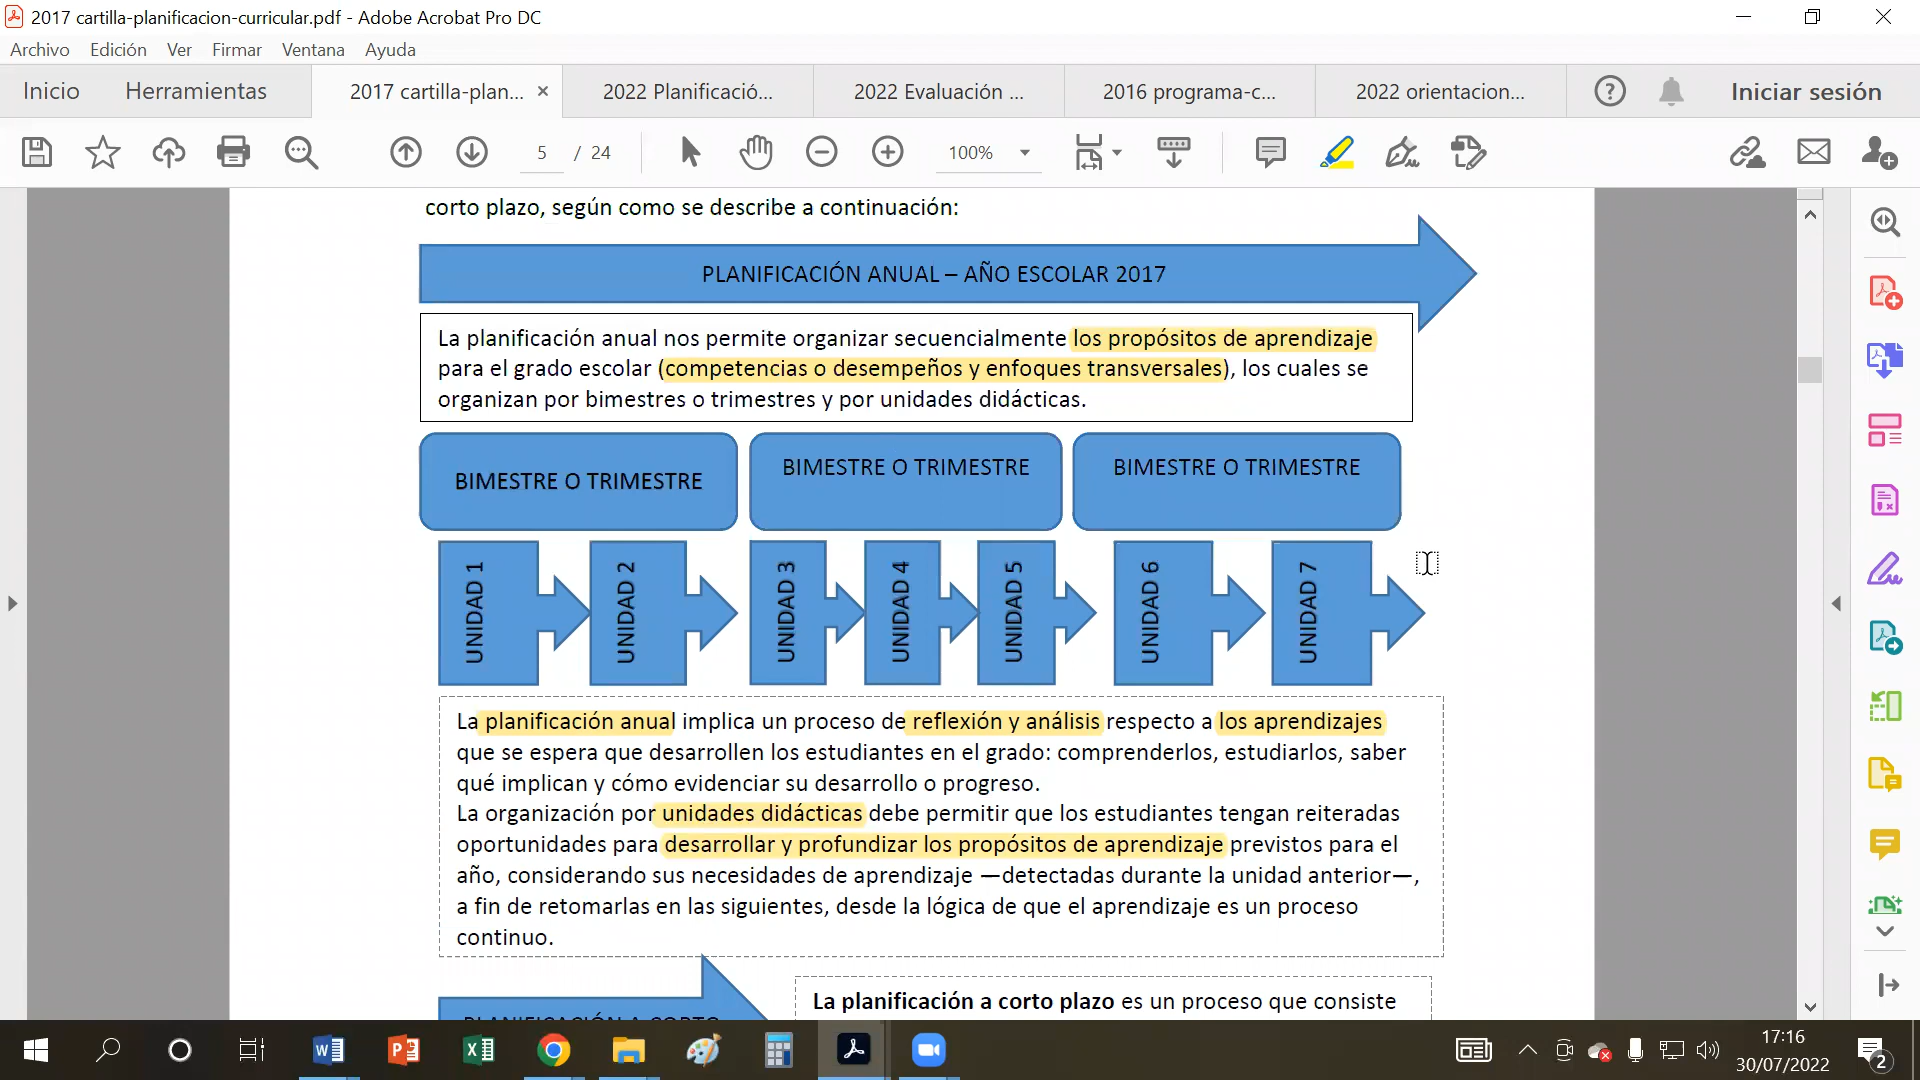 2017 cartilla-planificacion-curricular.pdf - Adobe Acrobat Pro DC
Archivo Edición Ver Firmar Ventana Ayuda
Inicio Herramientas 2017 cartilla-plan... × 2022 Planificació... 2022 Evaluación ... 2016 programa-c... 2022 orientacion... Iniciar sesión
5 / 24 100%
corto plazo, según como se describe a continuación:
PLANIFICACIÓN ANUAL – AÑO ESCOLAR 2017
La planificación anual nos permite organizar secuencialmente los propósitos de aprendizaje
para el grado escolar (competencias o desempeños y enfoques transversales), los cuales se
organizan por bimestres o trimestres y por unidades didácticas.
BIMESTRE O TRIMESTRE
BIMESTRE O TRIMESTRE
BIMESTRE O TRIMESTRE
UNIDAD 1
UNIDAD 2
UNIDAD 3
UNIDAD 4
UNIDAD 5
UNIDAD 6
UNIDAD 7
La planificación anual implica un proceso de reflexión y análisis respecto a los aprendizajes
que se espera que desarrollen los estudiantes en el grado: comprenderlos, estudiarlos, saber
qué implican y cómo evidenciar su desarrollo o progreso.
La organización por unidades didácticas debe permitir que los estudiantes tengan reiteradas
oportunidades para desarrollar y profundizar los propósitos de aprendizaje previstos para el
año, considerando sus necesidades de aprendizaje —detectadas durante la unidad anterior—,
a fin de retomarlas en las siguientes, desde la lógica de que el aprendizaje es un proceso
continuo.
PLANIFICACIÓN A CORTO
La planificación a corto plazo es un proceso que consiste
17:16
30/07/2022
2